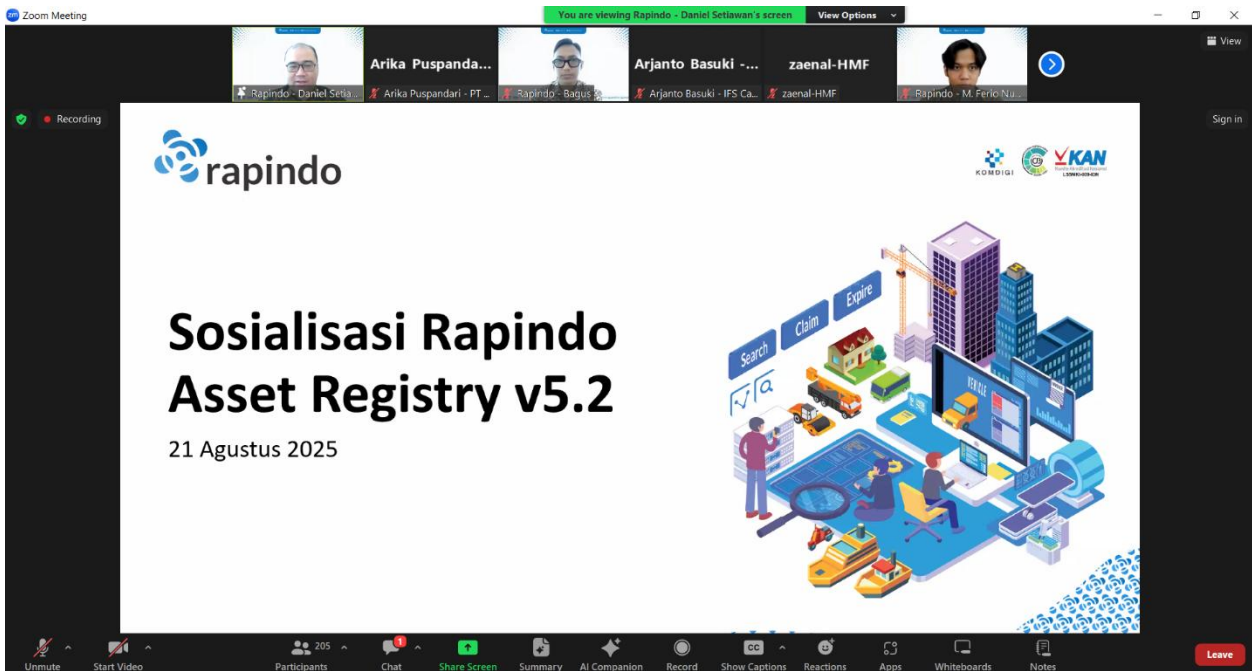 Zoom Meeting
You are viewing Rapindo - Daniel Setiawan's screen
View Options
View
Rapindo - Daniel Setia...
Arika Puspanda...
Arika Puspandari - PT ...
Rapindo - Bagus
Arjanto Basuki -...
Arjanto Basuki - IFS Ca...
zaenal-HMF
zaenal-HMF
Rapindo - M. Ferio Nu...
Recording
Sign in
rapindo
KOMDIGI
KAN
Search
Claim
Expire
VEHICLE
Sosialisasi Rapindo
Asset Registry v5.2
21 Agustus 2025
Unmute
Start Video
205
Participants
1
Chat
Share Screen
Summary
AI Companion
Record
CC
Show Captions
Reactions
Apps
Whiteboards
Notes
Leave